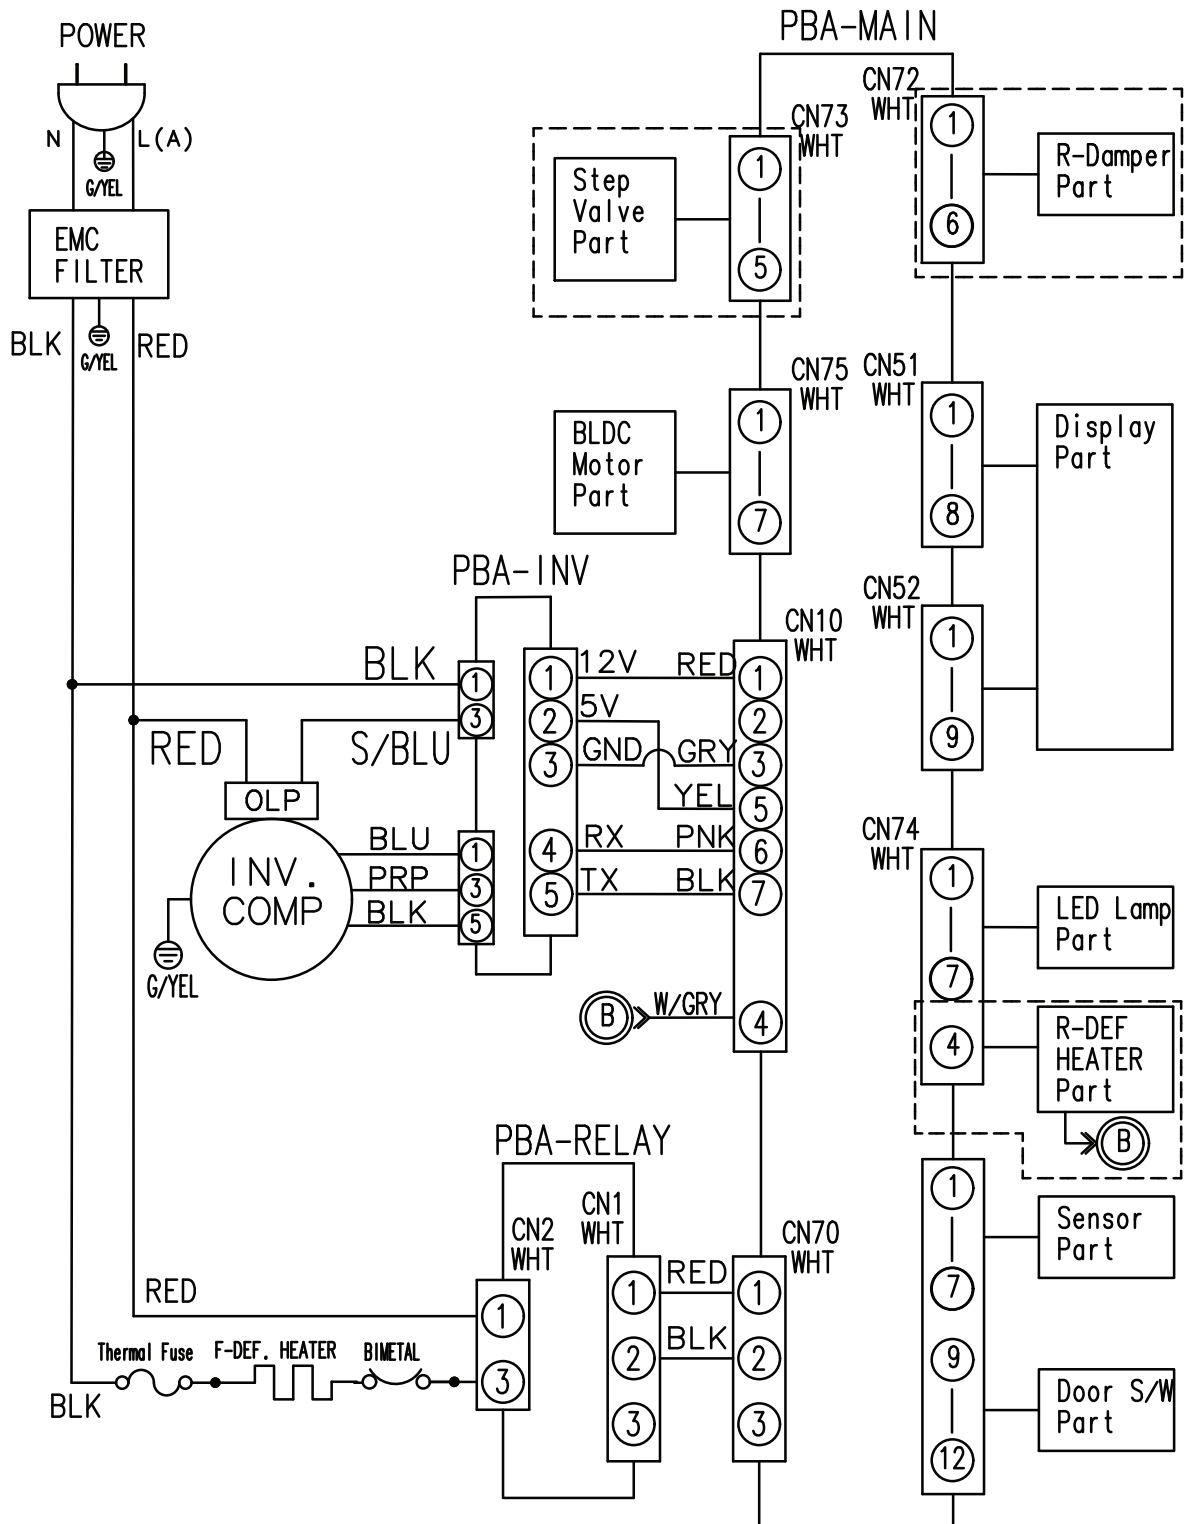 POWER
N
L(A)
G/YEL
EMC
FILTER
BLK
G/YEL
RED
PBA-MAIN
CN73
WHT
Step
Valve
Part
1
5
CN72
WHT
1
6
R-Damper
Part
CN75
WHT
BLDC
Motor
Part
1
7
CN51
WHT
1
8
Display
Part
CN52
WHT
1
9
PBA-INV
BLK
1
3
RED
S/BLU
OLP
INV.
COMP
G/YEL
BLU
PRP
BLK
1
3
5
1
2
3
4
5
12V
5V
GND
RX
TX
RED
GRY
YEL
PNK
BLK
CN10
WHT
1
2
3
5
6
7
4
B
W/GRY
CN74
WHT
1
7
4
LED Lamp
Part
R-DEF
HEATER
Part
B
PBA-RELAY
CN2
WHT
1
3
CN1
WHT
1
2
3
RED
BLK
CN70
WHT
1
2
3
1
7
9
12
Sensor
Part
Door S/W
Part
RED
Thermal Fuse
F-DEF. HEATER
BIMETAL
BLK